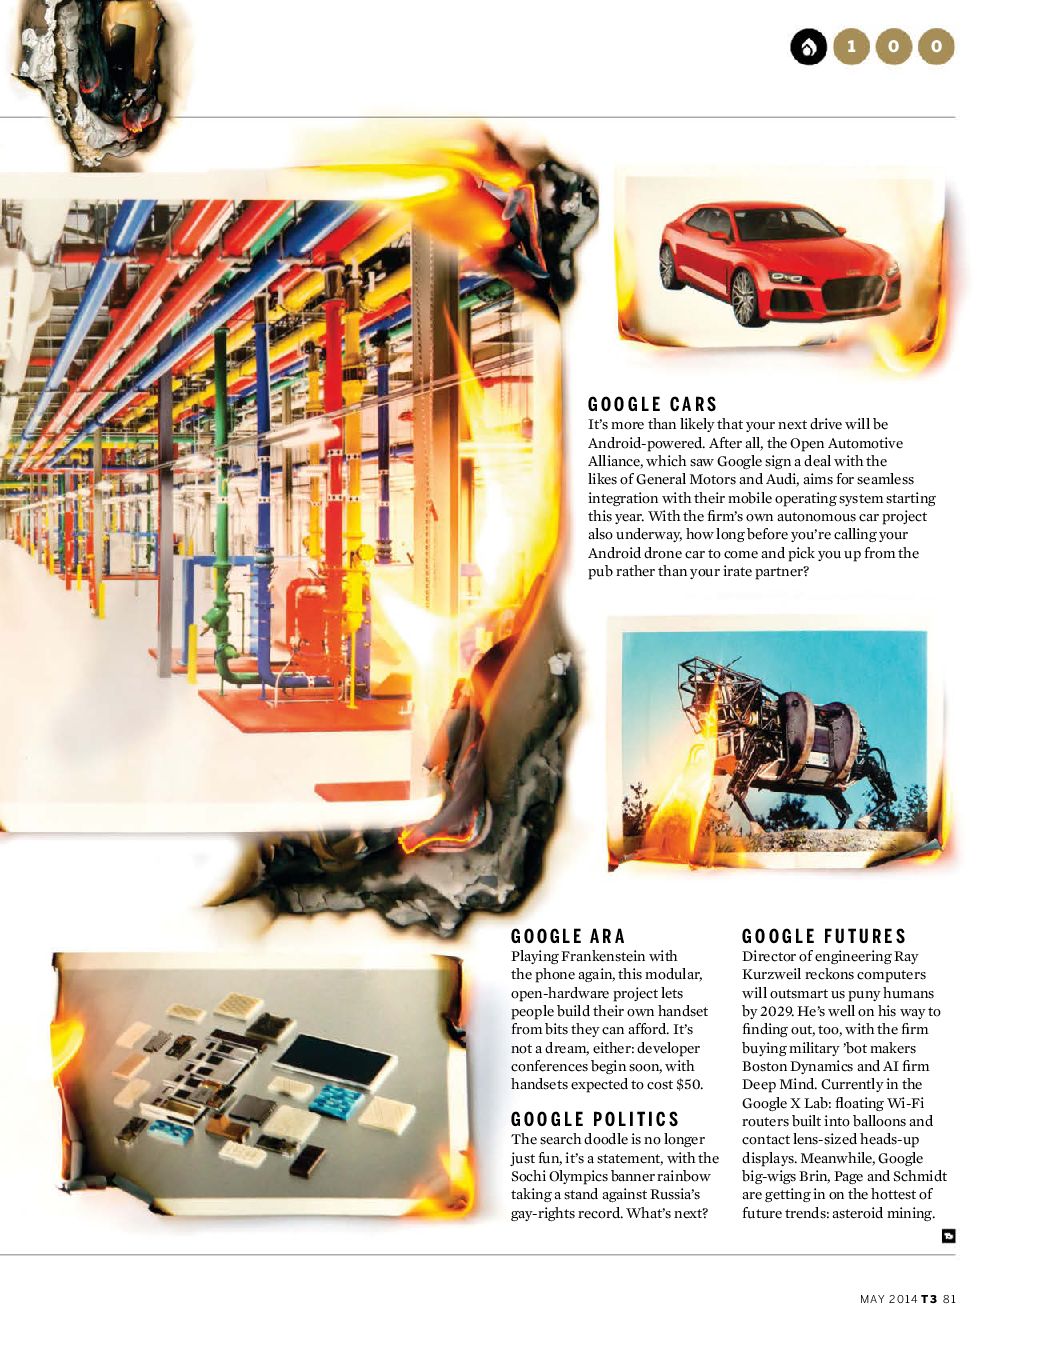 1 0 0
GOOGLE CARS
It's more than likely that your next drive will be
Android-powered. After all, the Open Automotive
Alliance, which saw Google sign a deal with the
likes of General Motors and Audi, aims for seamless
integration with their mobile operating system starting
this year. With the firm's own autonomous car project
also underway, how long before you're calling your
Android drone car to come and pick you up from the
pub rather than your irate partner?
GOOGLE ARA
Playing Frankenstein with
the phone again, this modular,
open-hardware project lets
people build their own handset
from bits they can afford. It's
not a dream, either: developer
conferences begin soon, with
handsets expected to cost $50.
GOOGLE POLITICS
The search doodle is no longer
just fun, it's a statement, with the
Sochi Olympics banner rainbow
taking a stand against Russia's
gay-rights record. What's next?
GOOGLE FUTURES
Director of engineering Ray
Kurzweil reckons computers
will outsmart us puny humans
by 2029. He's well on his way to
finding out, too, with the firm
buying military 'bot makers
Boston Dynamics and AI firm
Deep Mind. Currently in the
Google X Lab: floating Wi-Fi
routers built into balloons and
contact lens-sized heads-up
displays. Meanwhile, Google
big-wigs Brin, Page and Schmidt
are getting in on the hottest of
future trends: asteroid mining.
T3
MAY 2014 T3 81